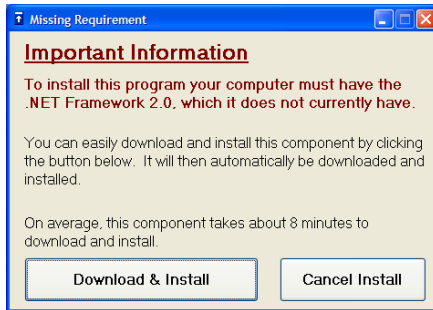 Missing Requirement
Important Information
To install this program your computer must have the
.NET Framework 2.0, which it does not currently have.
You can easily download and install this component by clicking
the button below.  It will then automatically be downloaded and
installed.
On average, this component takes about 8 minutes to
download and install.
Download & Install
Cancel Install